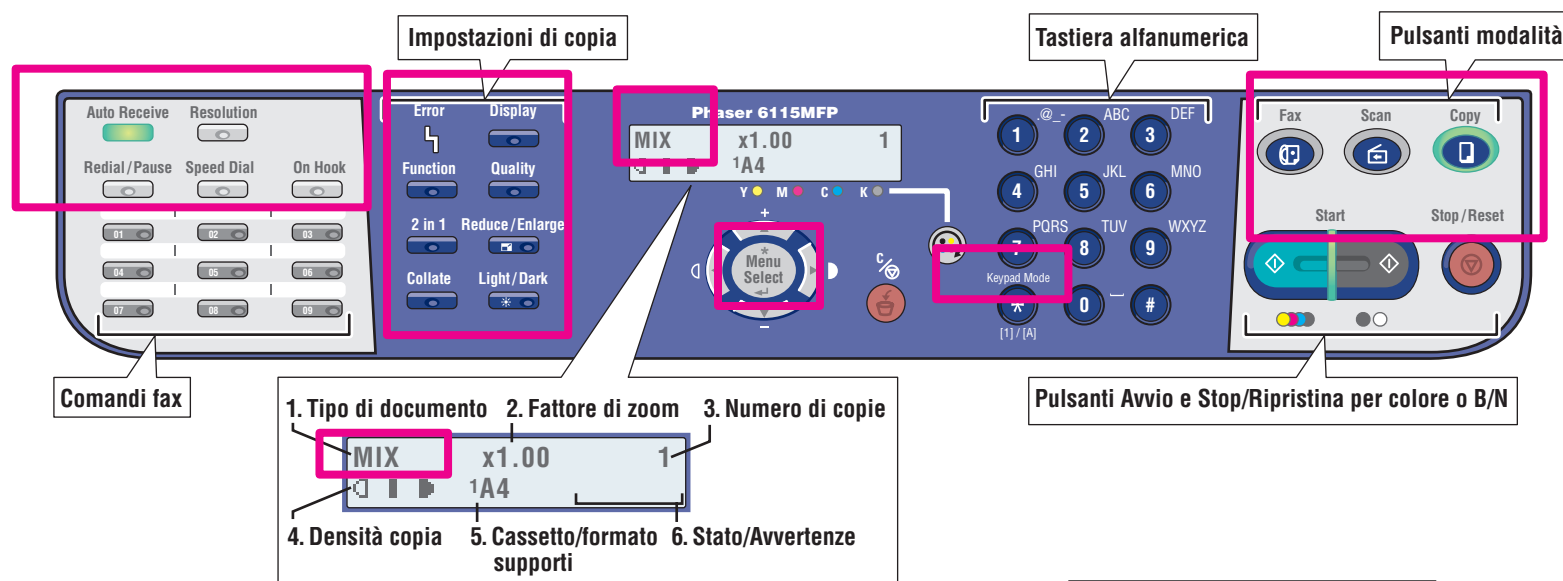 Impostazioni di copia
Tastiera alfanumerica
Pulsanti modalità
Auto Receive
Resolution
Redial/Pause
Speed Dial
On Hook
01
02
03
04
05
06
07
08
09
Comandi fax
Error
Display
Function
Quality
2 in 1
Reduce/Enlarge
Collate
Light/Dark
Phaser 6115MFP
MIX x1.00 1
1A4
Y M C K
+
*
Menu
Select
–
C
.@_-
ABC
DEF
1
2
3
GHI
JKL
MNO
4
5
6
PQRS
TUV
WXYZ
7
8
9
Keypad Mode
*
0
#
[1] / [A]
Fax
Scan
Copy
Start
Stop/Reset
Pulsanti Avvio e Stop/Ripristina per colore o B/N
1. Tipo di documento
2. Fattore di zoom
3. Numero di copie
MIX x1.00 1
1A4
4. Densità copia
5. Cassetto/formato
supporti
6. Stato/Avvertenze